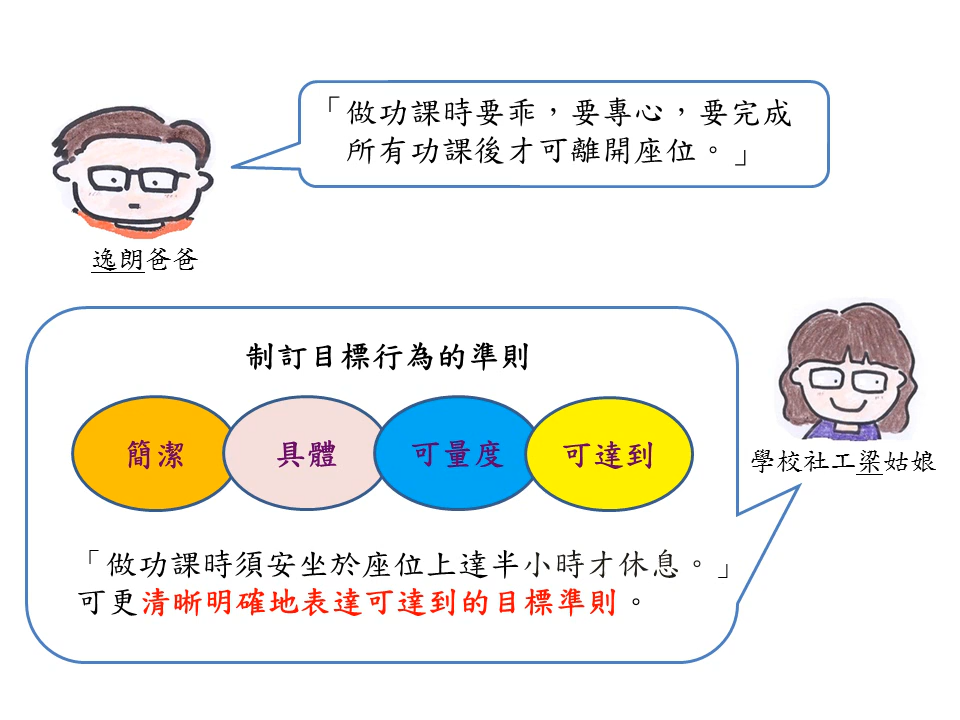 「做功課時要乖，要專心，要完成
所有功課後才可離開座位。」
逸朗爸爸
制訂目標行為的準則
簡潔
具體
可量度
可達到
學校社工梁姑娘
「做功課時須安坐於座位上達半小時才休息。」
可更清晰明確地表達可達到的目標準則。